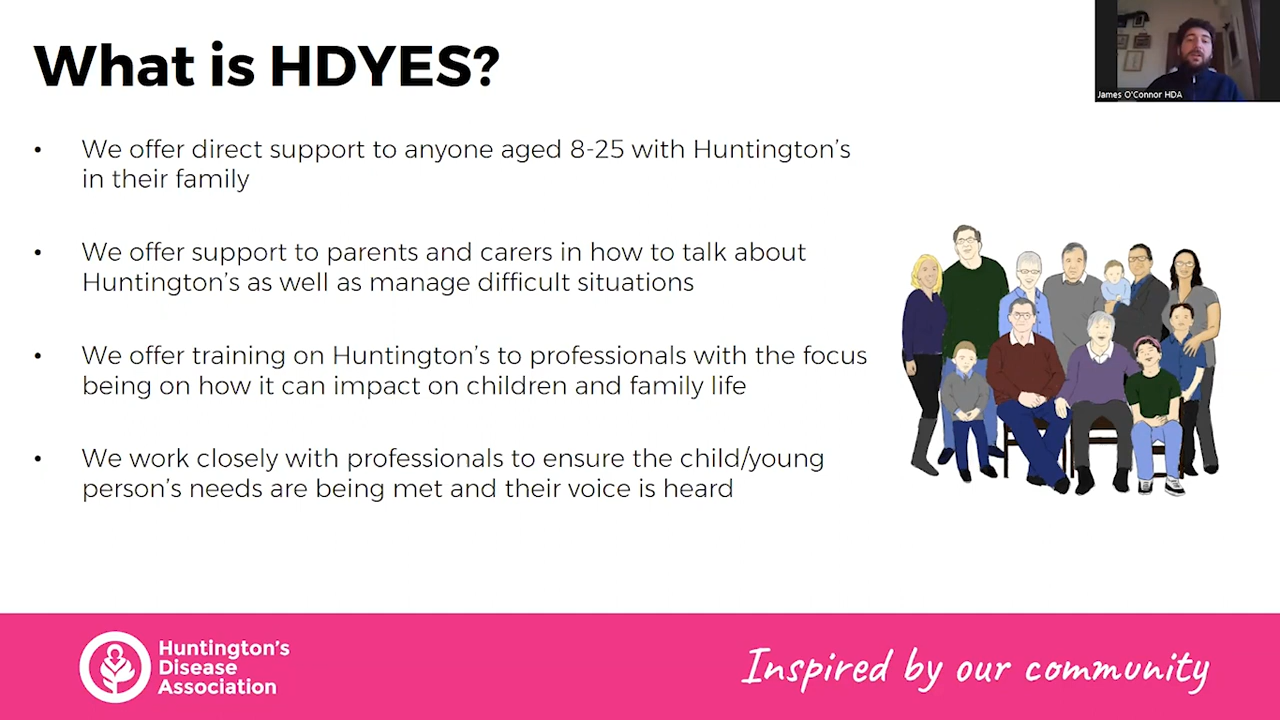 What is HDYES?
James O'Connor HDA
• We offer direct support to anyone aged 8-25 with Huntington's
in their family
• We offer support to parents and carers in how to talk about
Huntington's as well as manage difficult situations
• We offer training on Huntington's to professionals with the focus
being on how it can impact on children and family life
• We work closely with professionals to ensure the child/young
person's needs are being met and their voice is heard
Huntington's
Disease
Association
Inspired by our community